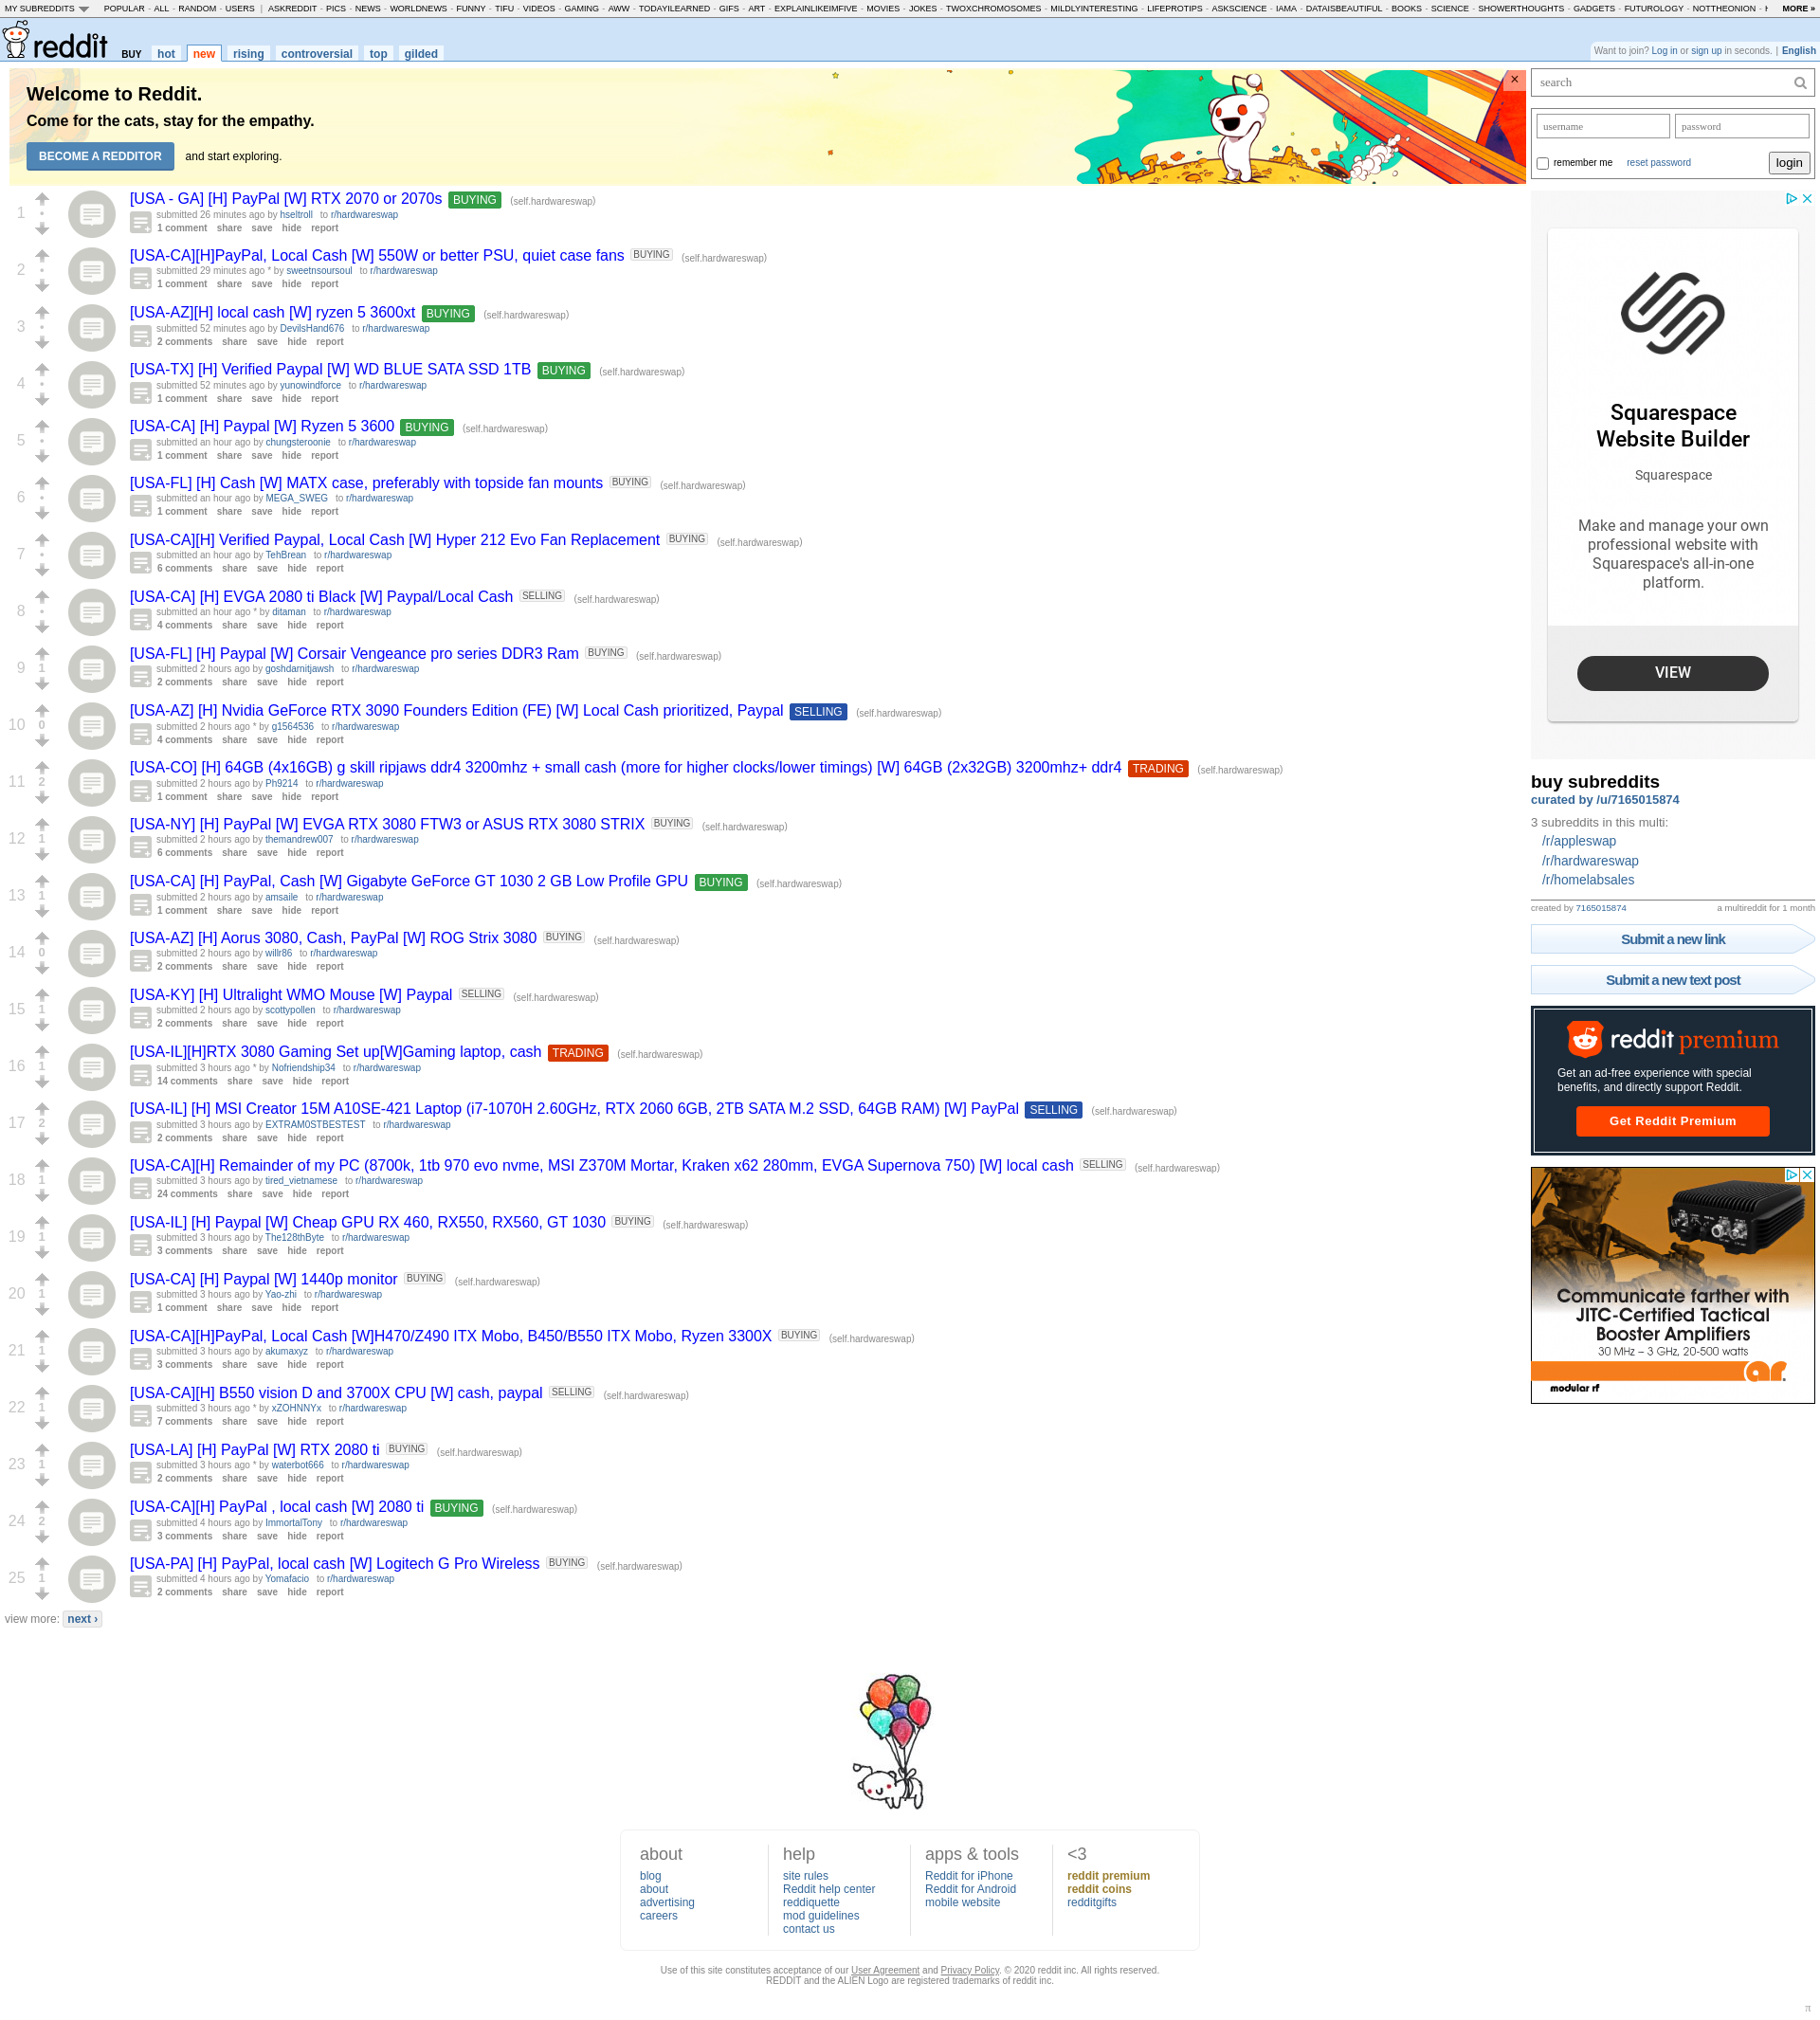 MY SUBREDDITS POPULAR - ALL - RANDOM - USERS | ASKREDDIT - PICS - NEWS - WORLDNEWS - FUNNY - TIFU - VIDEOS - GAMING - AWW - TODAYILEARNED - GIFS - ART - EXPLAINLIKEIMFIVE - MOVIES - JOKES - TWOXCHROMOSOMES - MILDLYINTERESTING - LIFEPROTIPS - ASKSCIENCE - IAMA - DATAISBEAUTIFUL - BOOKS - SCIENCE - SHOWERTHOUGHTS - GADGETS - FUTUROLOGY - NOTTHEONION - MORE »
reddit BUY hot new rising controversial top gilded
Want to join? Log in or sign up in seconds. | English
Welcome to Reddit.
Come for the cats, stay for the empathy.
BECOME A REDDITOR and start exploring.
×
1
[USA - GA] [H] PayPal [W] RTX 2070 or 2070s BUYING (self.hardwareswap)
submitted 26 minutes ago by hseltroll to r/hardwareswap
1 comment share save hide report
2
[USA-CA][H]PayPal, Local Cash [W] 550W or better PSU, quiet case fans BUYING (self.hardwareswap)
submitted 29 minutes ago * by sweetnsoursoul to r/hardwareswap
1 comment share save hide report
3
[USA-AZ][H] local cash [W] ryzen 5 3600xt BUYING (self.hardwareswap)
submitted 52 minutes ago by DevilsHand676 to r/hardwareswap
2 comments share save hide report
4
[USA-TX] [H] Verified Paypal [W] WD BLUE SATA SSD 1TB BUYING (self.hardwareswap)
submitted 52 minutes ago by yunowindforce to r/hardwareswap
1 comment share save hide report
5
[USA-CA] [H] Paypal [W] Ryzen 5 3600 BUYING (self.hardwareswap)
submitted an hour ago by chungsteroonie to r/hardwareswap
1 comment share save hide report
6
[USA-FL] [H] Cash [W] MATX case, preferably with topside fan mounts BUYING (self.hardwareswap)
submitted an hour ago by MEGA_SWEG to r/hardwareswap
1 comment share save hide report
7
[USA-CA][H] Verified Paypal, Local Cash [W] Hyper 212 Evo Fan Replacement BUYING (self.hardwareswap)
submitted an hour ago by TehBrean to r/hardwareswap
6 comments share save hide report
8
[USA-CA] [H] EVGA 2080 ti Black [W] Paypal/Local Cash SELLING (self.hardwareswap)
submitted an hour ago * by ditaman to r/hardwareswap
4 comments share save hide report
9 1
[USA-FL] [H] Paypal [W] Corsair Vengeance pro series DDR3 Ram BUYING (self.hardwareswap)
submitted 2 hours ago by goshdarnitjawsh to r/hardwareswap
2 comments share save hide report
10 0
[USA-AZ] [H] Nvidia GeForce RTX 3090 Founders Edition (FE) [W] Local Cash prioritized, Paypal SELLING (self.hardwareswap)
submitted 2 hours ago * by g1564536 to r/hardwareswap
4 comments share save hide report
11 2
[USA-CO] [H] 64GB (4x16GB) g skill ripjaws ddr4 3200mhz + small cash (more for higher clocks/lower timings) [W] 64GB (2x32GB) 3200mhz+ ddr4 TRADING (self.hardwareswap)
submitted 2 hours ago by Ph9214 to r/hardwareswap
1 comment share save hide report
12 1
[USA-NY] [H] PayPal [W] EVGA RTX 3080 FTW3 or ASUS RTX 3080 STRIX BUYING (self.hardwareswap)
submitted 2 hours ago by themandrew007 to r/hardwareswap
6 comments share save hide report
13 1
[USA-CA] [H] PayPal, Cash [W] Gigabyte GeForce GT 1030 2 GB Low Profile GPU BUYING (self.hardwareswap)
submitted 2 hours ago by amsaile to r/hardwareswap
1 comment share save hide report
14 0
[USA-AZ] [H] Aorus 3080, Cash, PayPal [W] ROG Strix 3080 BUYING (self.hardwareswap)
submitted 2 hours ago by willr86 to r/hardwareswap
2 comments share save hide report
15 1
[USA-KY] [H] Ultralight WMO Mouse [W] Paypal SELLING (self.hardwareswap)
submitted 2 hours ago by scottypollen to r/hardwareswap
2 comments share save hide report
16 1
[USA-IL][H]RTX 3080 Gaming Set up[W]Gaming laptop, cash TRADING (self.hardwareswap)
submitted 3 hours ago * by Nofriendship34 to r/hardwareswap
14 comments share save hide report
17 2
[USA-IL] [H] MSI Creator 15M A10SE-421 Laptop (i7-1070H 2.60GHz, RTX 2060 6GB, 2TB SATA M.2 SSD, 64GB RAM) [W] PayPal SELLING (self.hardwareswap)
submitted 3 hours ago by EXTRAM0STBESTEST to r/hardwareswap
2 comments share save hide report
18 1
[USA-CA][H] Remainder of my PC (8700k, 1tb 970 evo nvme, MSI Z370M Mortar, Kraken x62 280mm, EVGA Supernova 750) [W] local cash SELLING (self.hardwareswap)
submitted 3 hours ago by tired_vietnamese to r/hardwareswap
24 comments share save hide report
19 1
[USA-IL] [H] Paypal [W] Cheap GPU RX 460, RX550, RX560, GT 1030 BUYING (self.hardwareswap)
submitted 3 hours ago by The128thByte to r/hardwareswap
3 comments share save hide report
20 1
[USA-CA] [H] Paypal [W] 1440p monitor BUYING (self.hardwareswap)
submitted 3 hours ago by Yao-zhi to r/hardwareswap
1 comment share save hide report
21 1
[USA-CA][H]PayPal, Local Cash [W]H470/Z490 ITX Mobo, B450/B550 ITX Mobo, Ryzen 3300X BUYING (self.hardwareswap)
submitted 3 hours ago by akumaxyz to r/hardwareswap
3 comments share save hide report
22 1
[USA-CA][H] B550 vision D and 3700X CPU [W] cash, paypal SELLING (self.hardwareswap)
submitted 3 hours ago * by xZOHNNYx to r/hardwareswap
7 comments share save hide report
23 1
[USA-LA] [H] PayPal [W] RTX 2080 ti BUYING (self.hardwareswap)
submitted 3 hours ago * by waterbot666 to r/hardwareswap
2 comments share save hide report
24 2
[USA-CA][H] PayPal , local cash [W] 2080 ti BUYING (self.hardwareswap)
submitted 4 hours ago by ImmortalTony to r/hardwareswap
3 comments share save hide report
25 1
[USA-PA] [H] PayPal, local cash [W] Logitech G Pro Wireless BUYING (self.hardwareswap)
submitted 4 hours ago by Yomafacio to r/hardwareswap
2 comments share save hide report
view more: next ›
search
username password
remember me reset password login
Squarespace
Website Builder
Squarespace
Make and manage your own
professional website with
Squarespace's all-in-one
platform.
VIEW
buy subreddits
curated by /u/7165015874
3 subreddits in this multi:
/r/appleswap
/r/hardwareswap
/r/homelabsales
created by 7165015874 a multireddit for 1 month
Submit a new link
Submit a new text post
reddit premium
Get an ad-free experience with special
benefits, and directly support Reddit.
Get Reddit Premium
Communicate farther with
JITC-Certified Tactical
Booster Amplifiers
30 MHz – 3 GHz, 20-500 watts
ar
modular rf
about
blog
about
advertising
careers
help
site rules
Reddit help center
reddiquette
mod guidelines
contact us
apps & tools
Reddit for iPhone
Reddit for Android
mobile website
<3
reddit premium
reddit coins
redditgifts
Use of this site constitutes acceptance of our User Agreement and Privacy Policy. © 2020 reddit inc. All rights reserved.
REDDIT and the ALIEN Logo are registered trademarks of reddit inc.
π